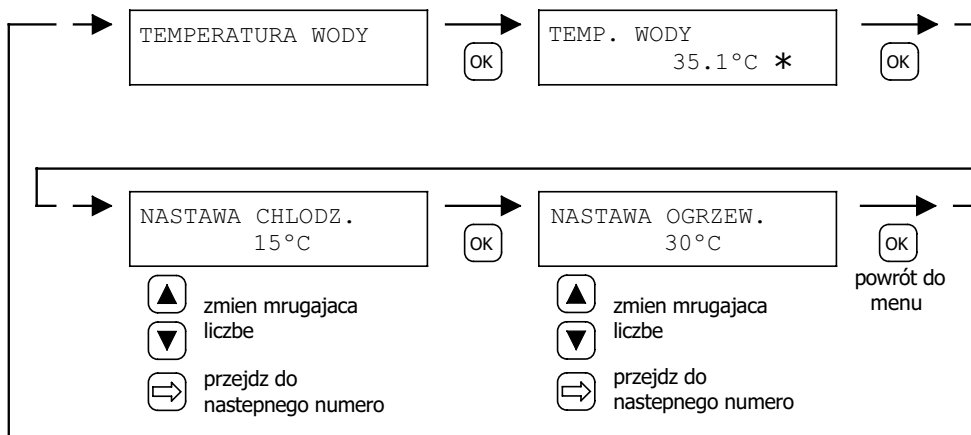 TEMPERATURA WODY
OK
TEMP. WODY
35.1°C *
OK
NASTAWA CHLODZ.
15°C
OK
NASTAWA OGRZEW.
30°C
OK
powrót do
menu
zmien mrugajaca
liczbe
przejdz do
nastepnego numero
zmien mrugajaca
liczbe
przejdz do
nastepnego numero